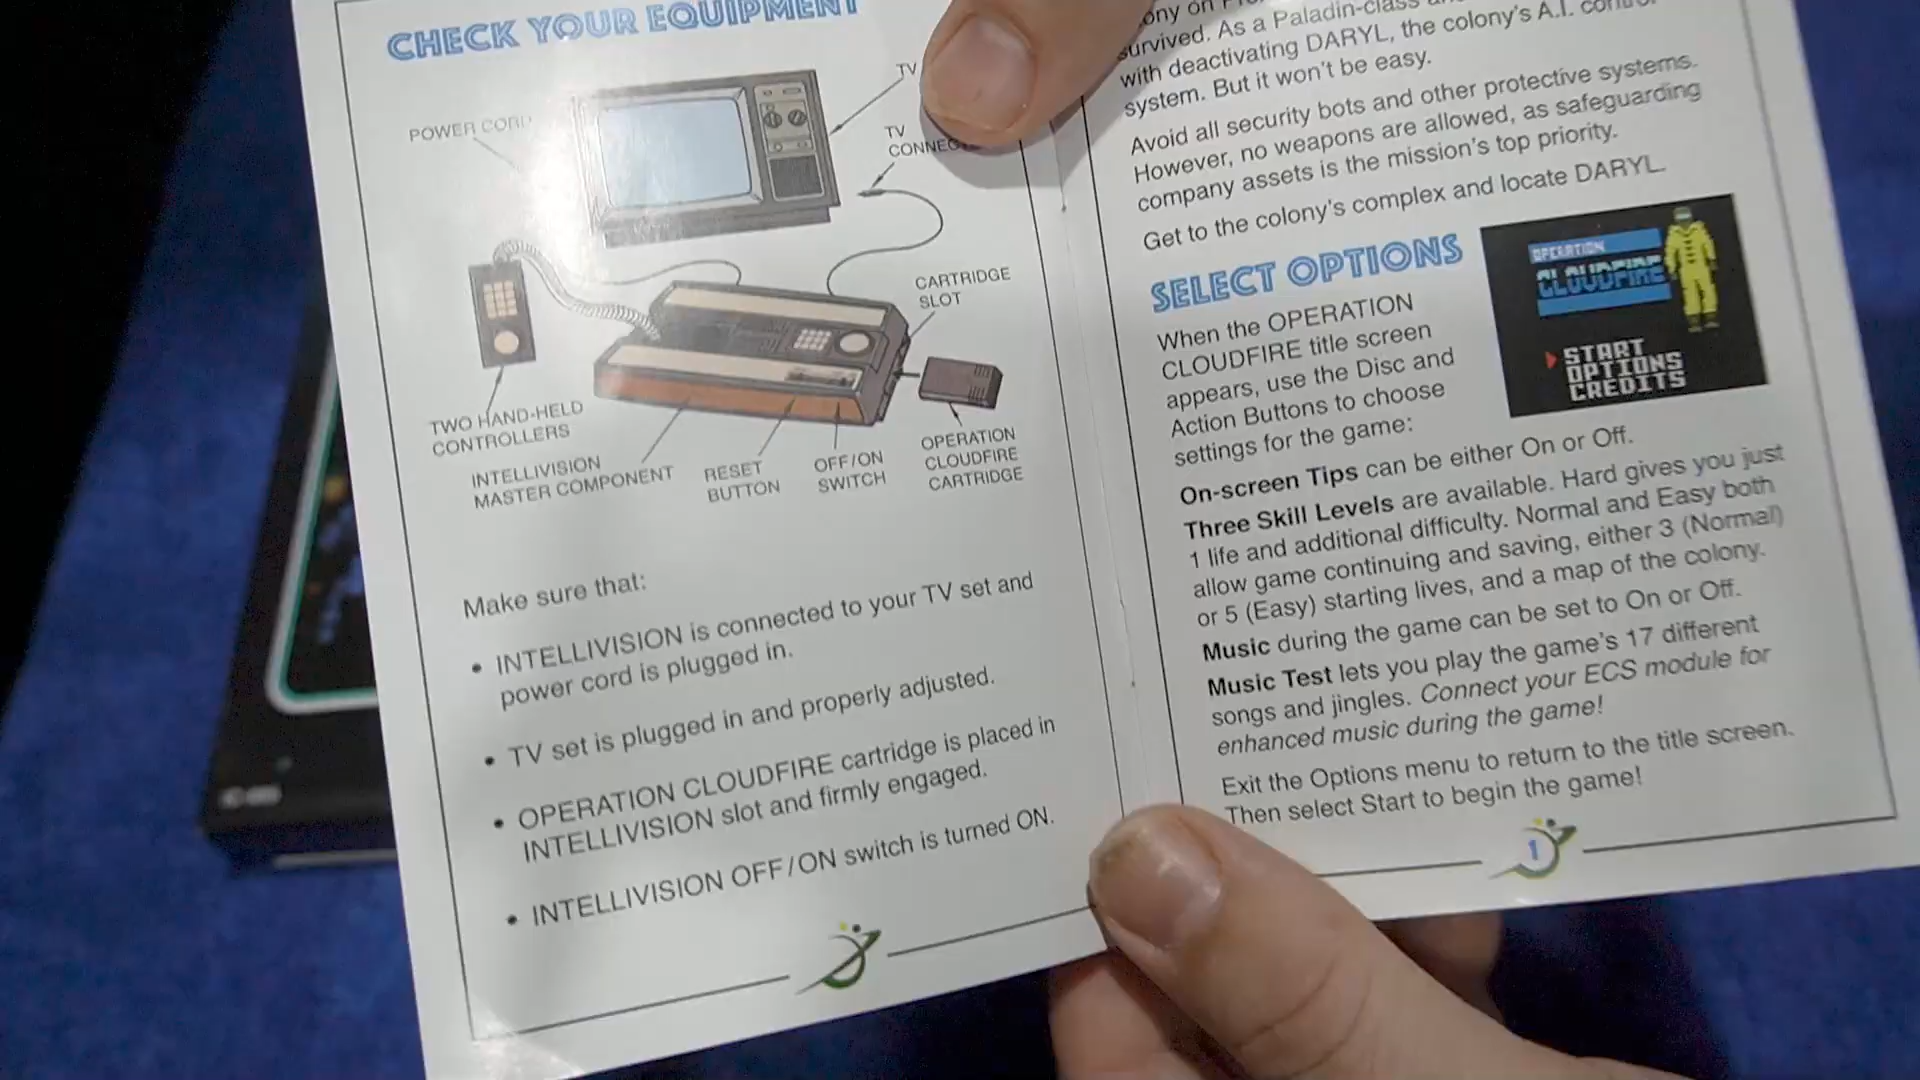 CHECK YOUR EQUIPMENT
POWER CORD
TV
TV
CARTRIDGE
SLOT
TWO HAND-HELD
CONTROLLERS
INTELLIVISION
MASTER COMPONENT
RESET
BUTTON
OFF/ON
SWITCH
OPERATION
CLOUDFIRE
CARTRIDGE
Make sure that:
• INTELLIVISION is connected to your TV set and
power cord is plugged in.
• TV set is plugged in and properly adjusted.
• OPERATION CLOUDFIRE cartridge is placed in
INTELLIVISION slot and firmly engaged.
• INTELLIVISION OFF/ON switch is turned ON.
survived. As a Paladin-class
with deactivating DARYL, the colony's A.I. control
system. But it won't be easy.
Avoid all security bots and other protective systems.
However, no weapons are allowed, as safeguarding
company assets is the mission's top priority.
Get to the colony's complex and locate DARYL.
SELECT OPTIONS
When the OPERATION
CLOUDFIRE title screen
appears, use the Disc and
Action Buttons to choose
settings for the game:
OPERATION
CLOUDFIRE
START
OPTIONS
CREDITS
On-screen Tips can be either On or Off.
Three Skill Levels are available. Hard gives you just
1 life and additional difficulty. Normal and Easy both
allow game continuing and saving, either 3 (Normal)
or 5 (Easy) starting lives, and a map of the colony.
Music during the game can be set to On or Off.
Music Test lets you play the game's 17 different
songs and jingles. Connect your ECS module for
enhanced music during the game!
Exit the Options menu to return to the title screen.
Then select Start to begin the game!
1